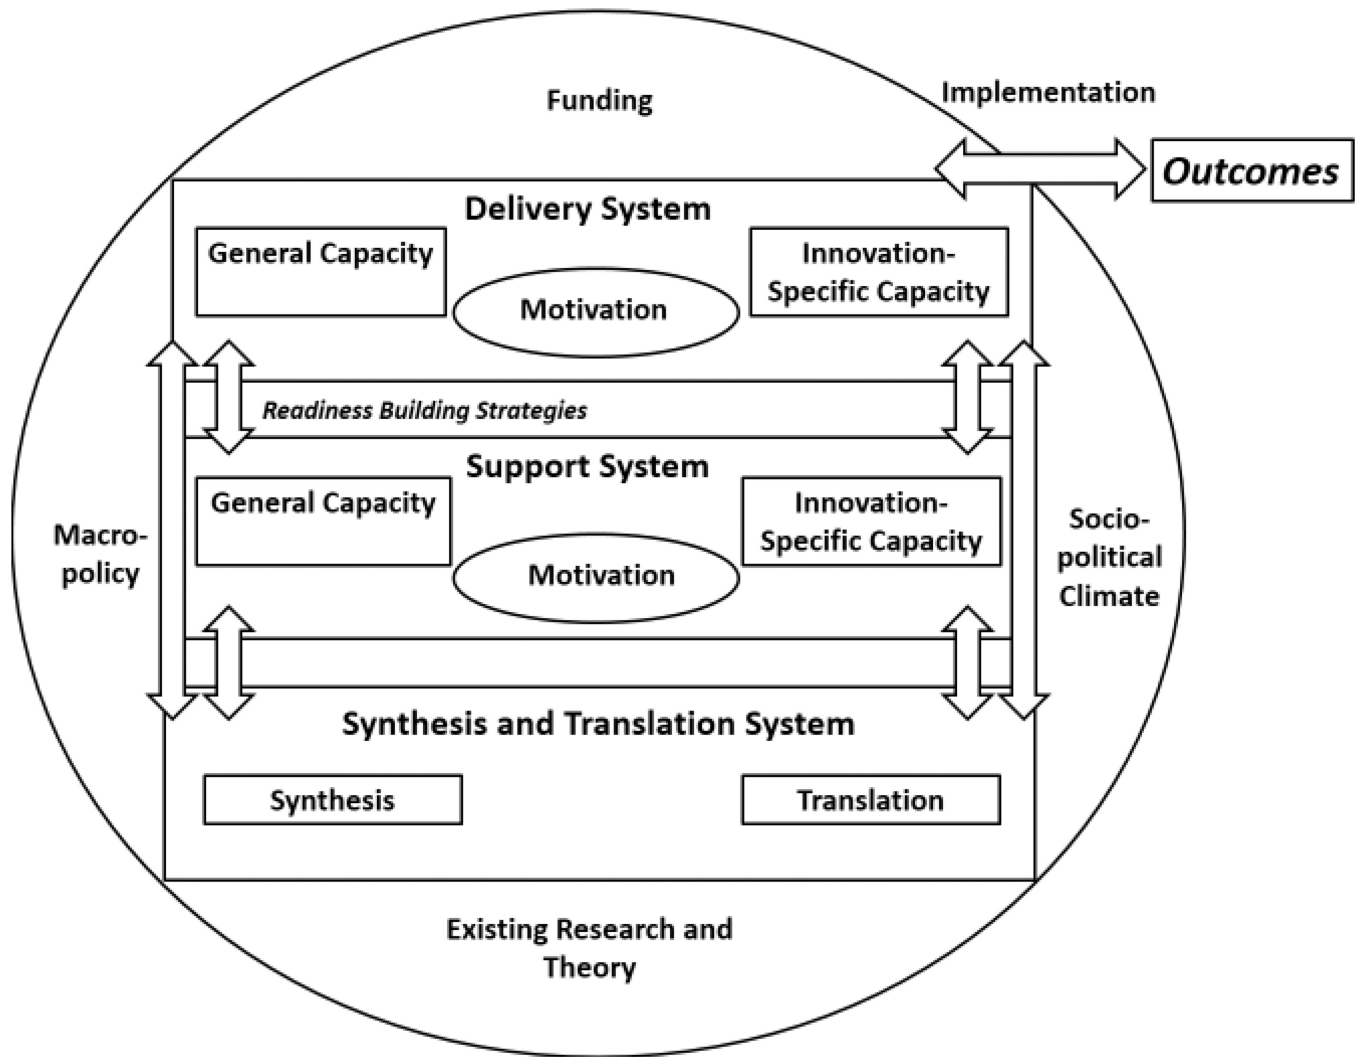 Funding
Implementation
Outcomes
Delivery System
General Capacity
Motivation
Innovation-
Specific Capacity
Readiness Building Strategies
Support System
General Capacity
Motivation
Innovation-
Specific Capacity
Macro-
policy
Socio-
political
Climate
Synthesis and Translation System
Synthesis
Translation
Existing Research and
Theory